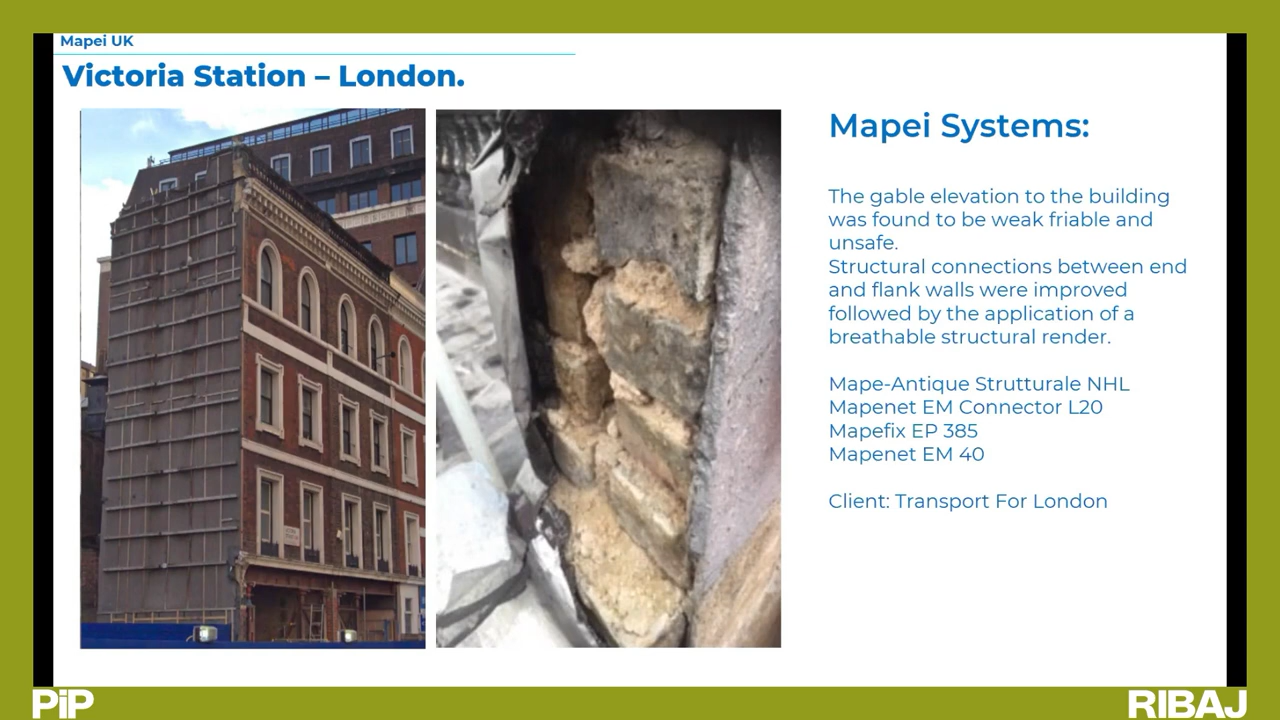 Mapei UK
Victoria Station – London.
Mapei Systems:
The gable elevation to the building
was found to be weak friable and
unsafe.
Structural connections between end
and flank walls were improved
followed by the application of a
breathable structural render.
Mape-Antique Strutturale NHL
Mapenet EM Connector L20
Mapefix EP 385
Mapenet EM 40
Client: Transport For London
PiP
RIBAJ